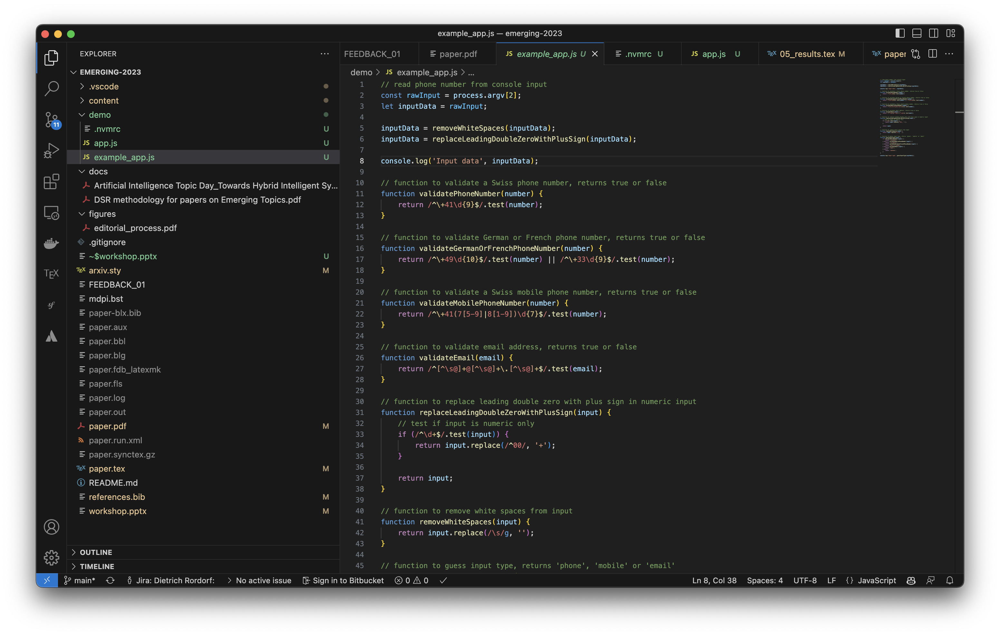 example_app.js — emerging-2023
EXPLORER
EMERGING-2023
.vscode
content
demo
.nvmrc U
JS app.js U
JS example_app.js U
docs
Artificial Intelligence Topic Day_Towards Hybrid Intelligent Sy...
DSR methodology for papers on Emerging Topics.pdf
figures
editorial_process.pdf
.gitignore
~$workshop.pptx U
TEX arxiv.sty M
FEEDBACK_01
mdpi.bst
paper-blx.bib
paper.aux
paper.bbl
paper.blg
paper.fdb_latexmk
paper.fls
paper.log
paper.out
paper.pdf M
paper.run.xml
paper.synctex.gz
TEX paper.tex M
README.md
references.bib M
workshop.pptx M
OUTLINE
TIMELINE
11
TEX
sf
FEEDBACK_01 paper.pdf JS example_app.js U .nvmrc U JS app.js U TEX 05_results.tex M TEX paper
demo > JS example_app.js > ...
1 // read phone number from console input
2 const rawInput = process.argv[2];
3 let inputData = rawInput;
4
5 inputData = removeWhiteSpaces(inputData);
6 inputData = replaceLeadingDoubleZeroWithPlusSign(inputData);
7
8 console.log('Input data', inputData);
9
10 // function to validate a Swiss phone number, returns true or false
11 function validatePhoneNumber(number) {
12 return /^\+41\d{9}$/.test(number);
13 }
14
15 // function to validate German or French phone number, returns true or false
16 function validateGermanOrFrenchPhoneNumber(number) {
17 return /^\+49\d{10}$/.test(number) || /^\+33\d{9}$/.test(number);
18 }
19
20 // function to validate a Swiss mobile phone number, returns true or false
21 function validateMobilePhoneNumber(number) {
22 return /^\+41(7[5-9]|8[1-9])\d{7}$/.test(number);
23 }
24
25 // function to validate email address, returns true or false
26 function validateEmail(email) {
27 return /^[^\s@]+@[^\s@]+\.[^\s@]+$/.test(email);
28 }
29
30 // function to replace leading double zero with plus sign in numeric input
31 function replaceLeadingDoubleZeroWithPlusSign(input) {
32 // test if input is numeric only
33 if (/^\d+$/.test(input)) {
34 return input.replace(/^00/, '+');
35 }
36
37 return input;
38 }
39
40 // function to remove white spaces from input
41 function removeWhiteSpaces(input) {
42 return input.replace(/\s/g, '');
43 }
44
45 // function to guess input type, returns 'phone', 'mobile' or 'email'
main* Jira: Dietrich Rordorf: > No active issue Sign in to Bitbucket 0 0 Ln 8, Col 38 Spaces: 4 UTF-8 LF {} JavaScript